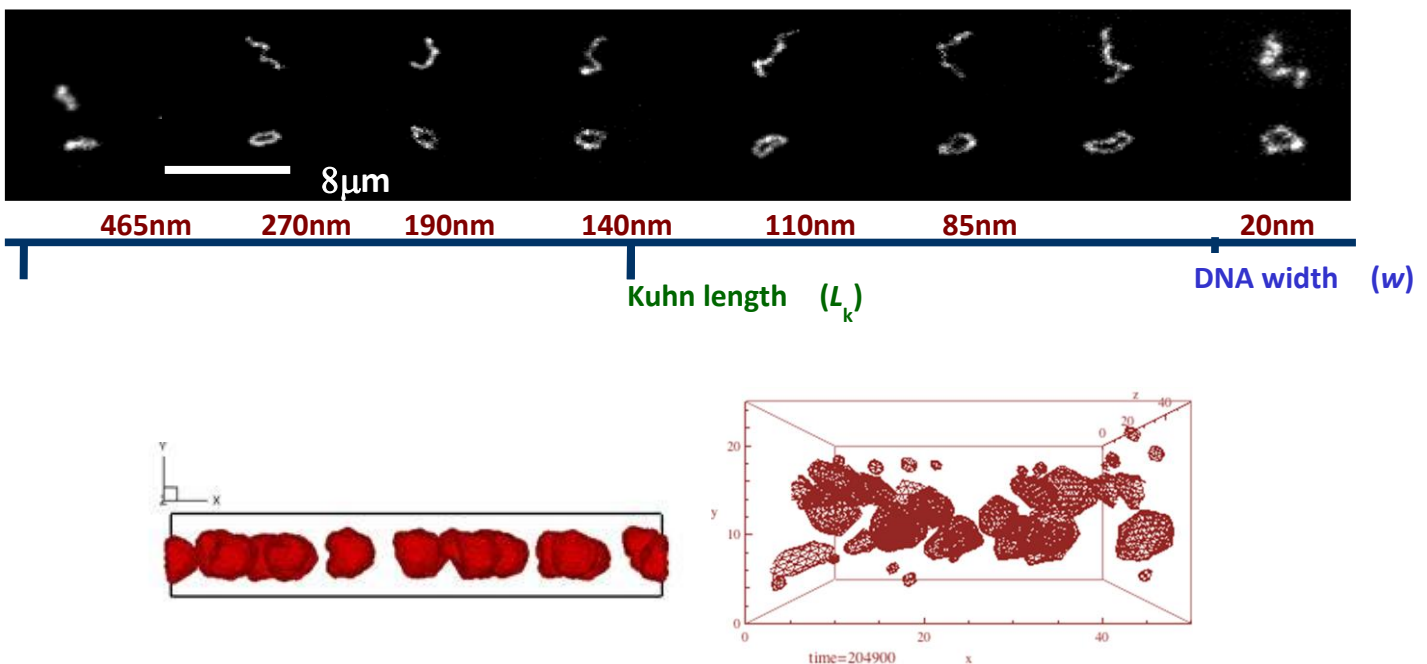 8μm
465nm 270nm 190nm 140nm 110nm 85nm 20nm
Kuhn length (Lk)
DNA width (w)
Y
Z X
z
40
20
0
20
y
10
0
0 20 40
time=204900 x